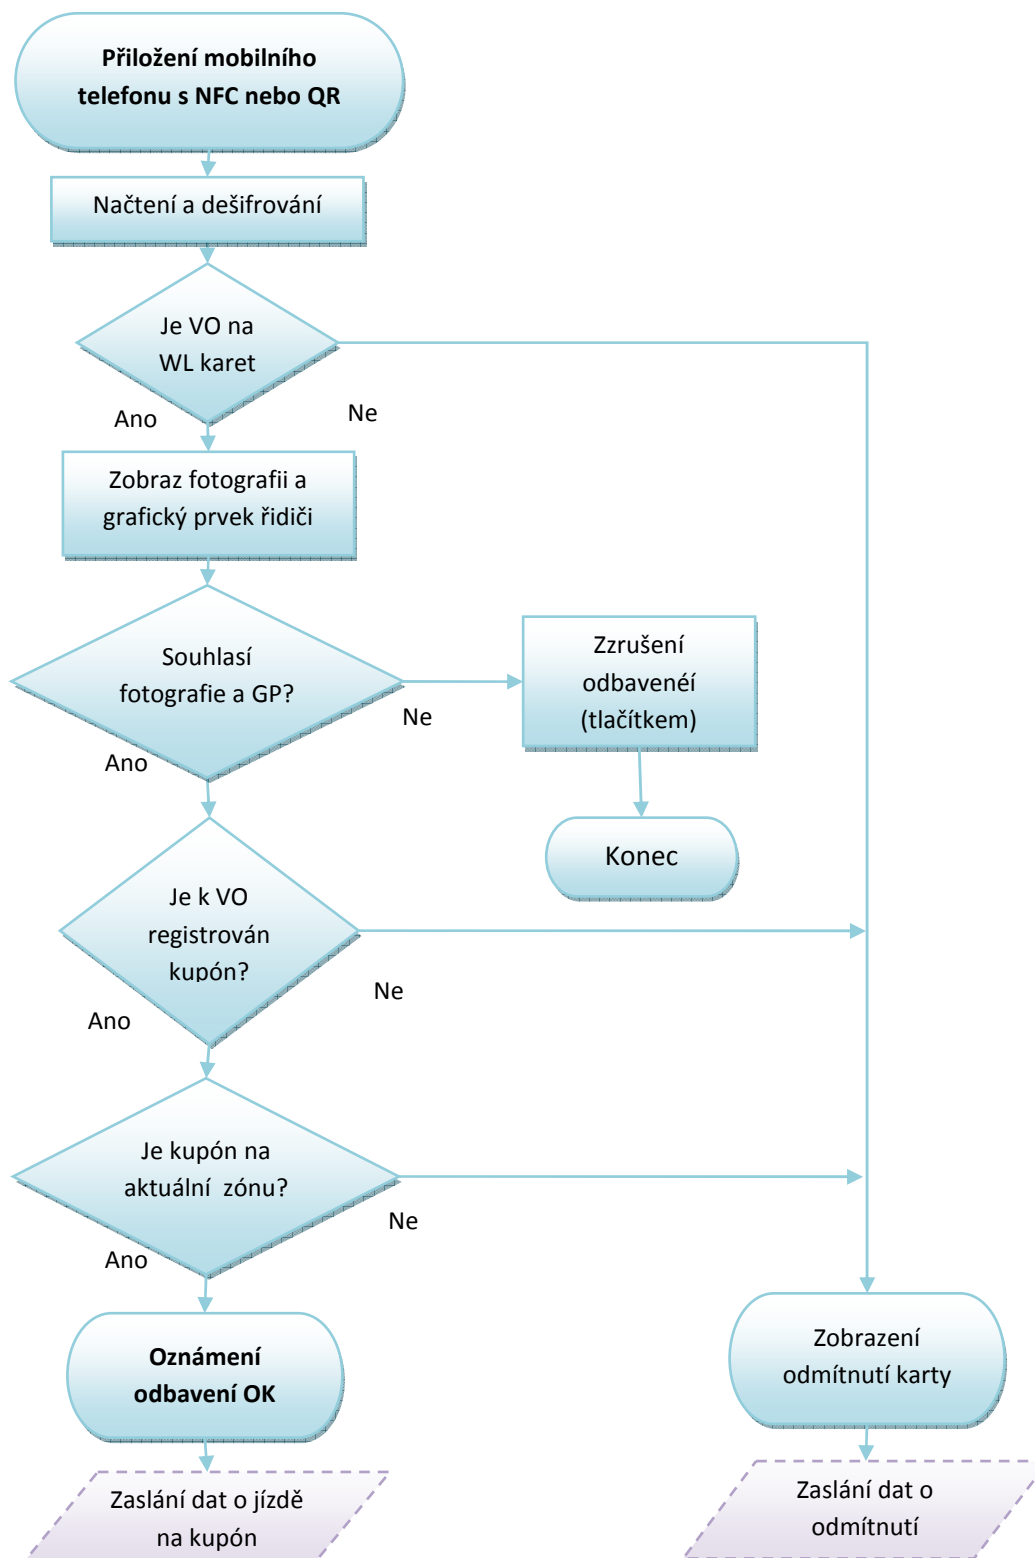 Přiložení mobilního
telefonu s NFC nebo QR
Načtení a dešifrování
Je VO na
WL karet
Ano
Ne
Zobraz fotografii a
grafický prvek řidiči
Souhlasí
fotografie a GP?
Ne
Ano
Zzrušení
odbavenéí
(tlačítkem)
Konec
Je k VO
registrován
kupón?
Ne
Ano
Je kupón na
aktuální  zónu?
Ne
Ano
Oznámení
odbavení OK
Zobrazení
odmítnutí karty
Zaslání dat o jízdě
na kupón
Zaslání dat o
odmítnutí